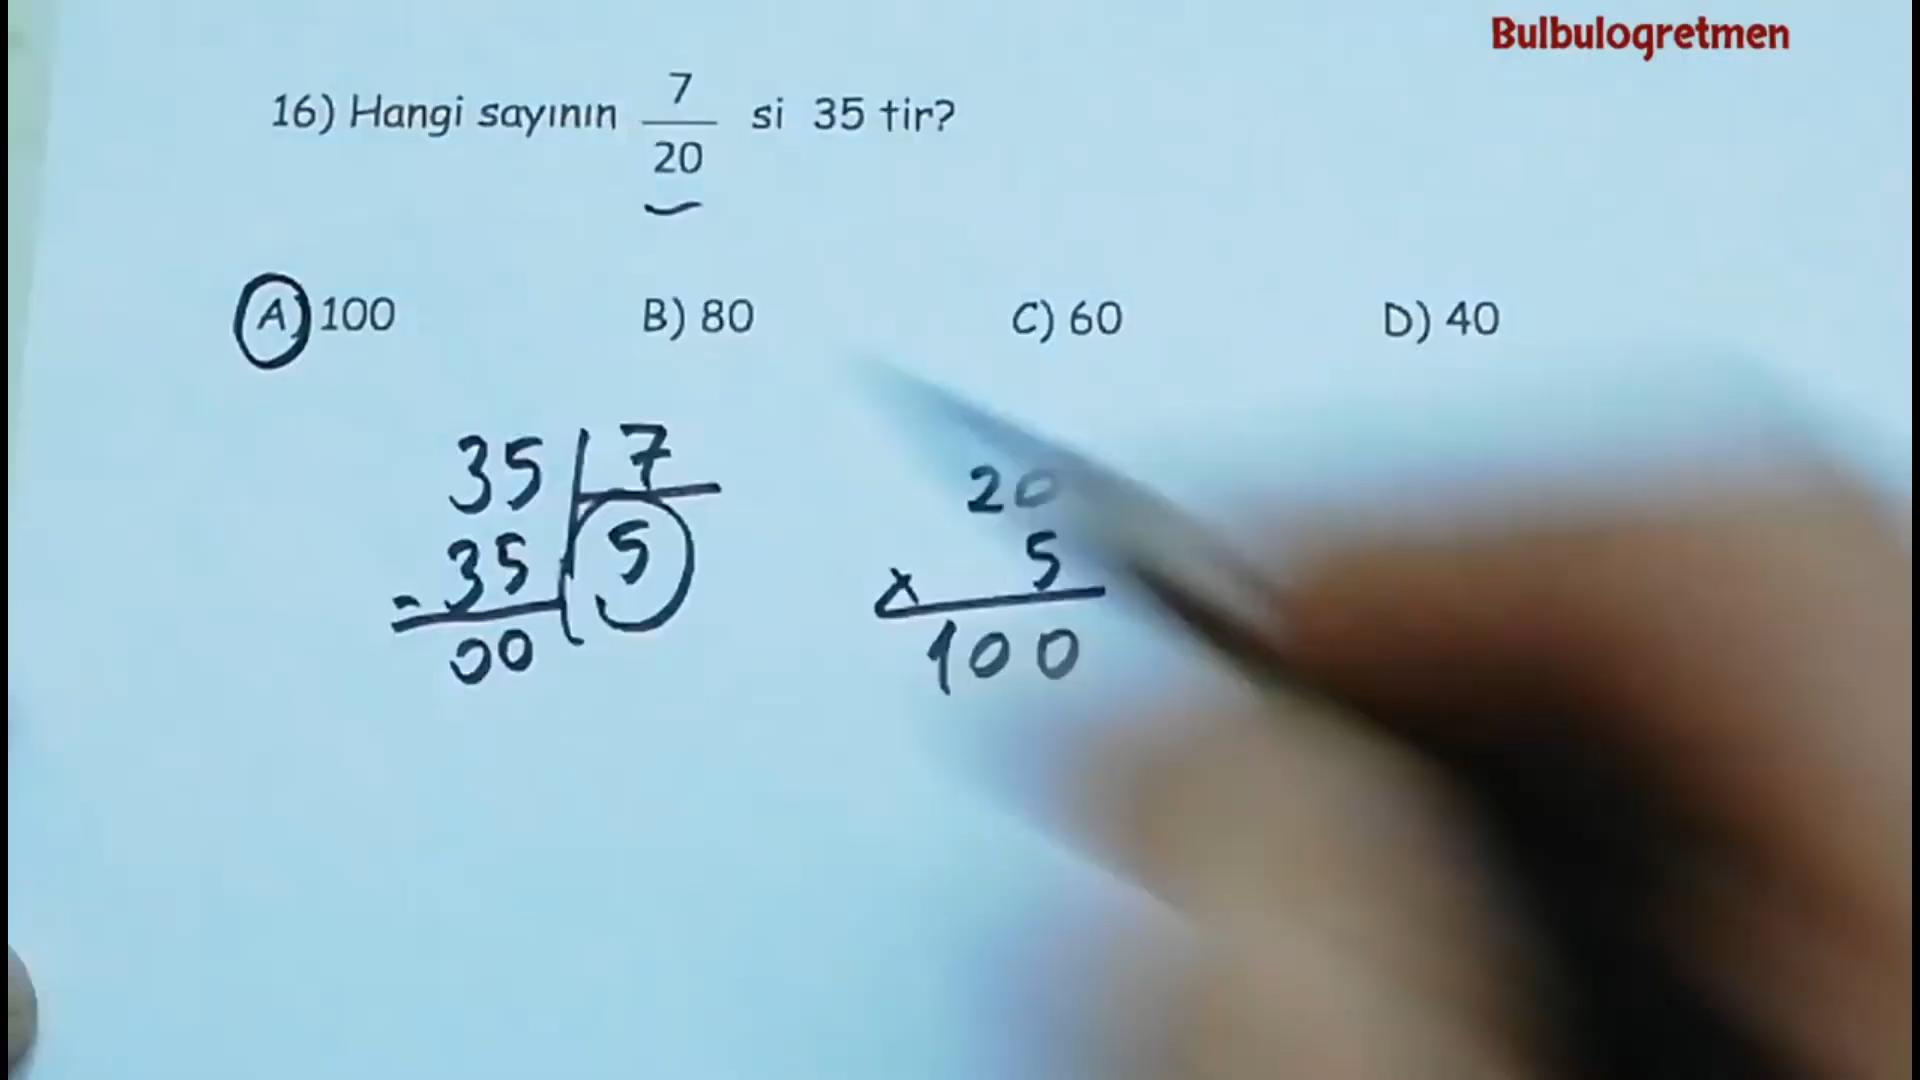 Bulbulogretmen
16) Hangi sayının 7/20 si 35 tir?
A) 100 B) 80 C) 60 D) 40
35 | 7
- 35 5
00
20
x 5
100